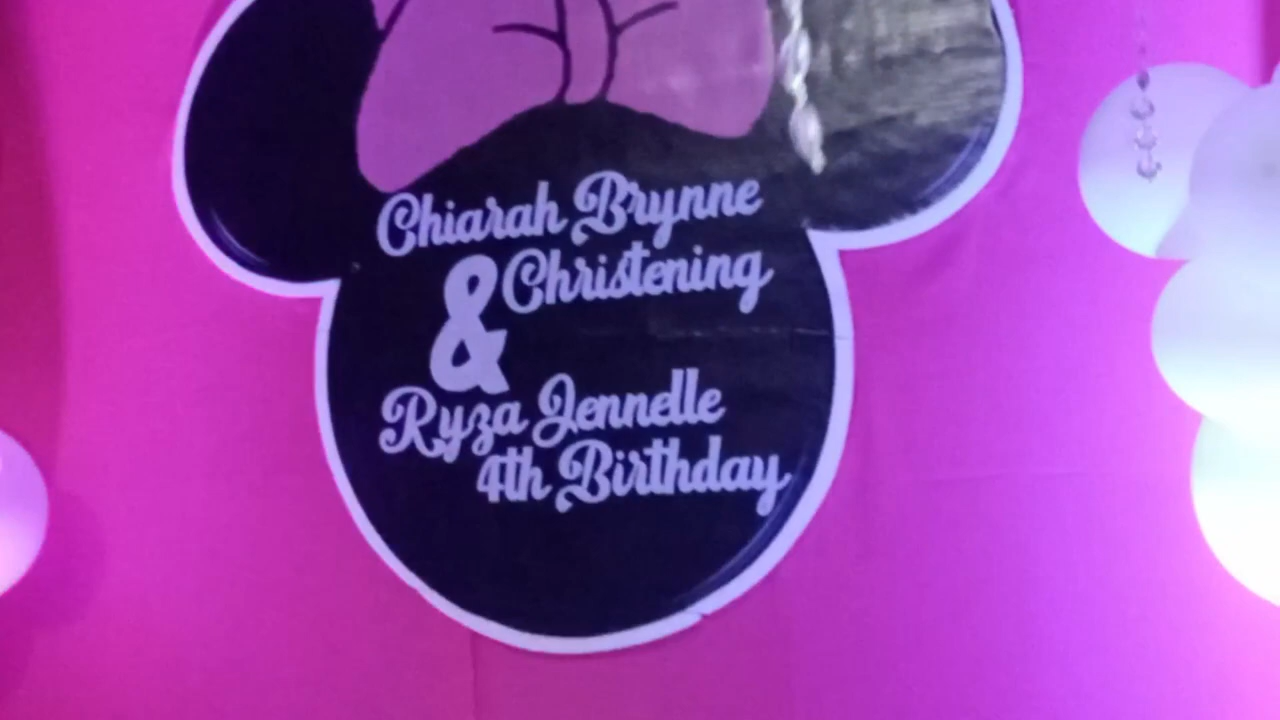 Chiarah Brynne
Christening
&
Ryza Jennelle
4th Birthday